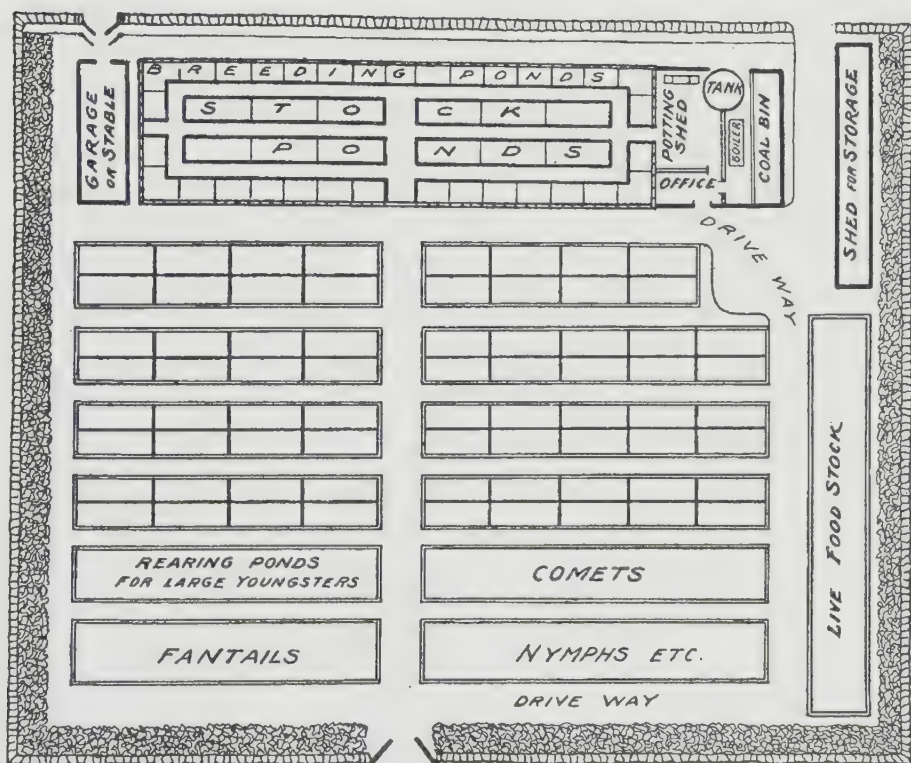 BREEDING PONDS
STOCK
PONDS
GARAGE
OR STABLE
POTTING
SHED
TANK
BOILER
COAL BIN
OFFICE
SHED FOR STORAGE
DRIVE WAY
REARING PONDS
FOR LARGE YOUNGSTERS
COMETS
LIVE FOOD STOCK
FANTAILS
NYMPHS ETC.
DRIVE WAY